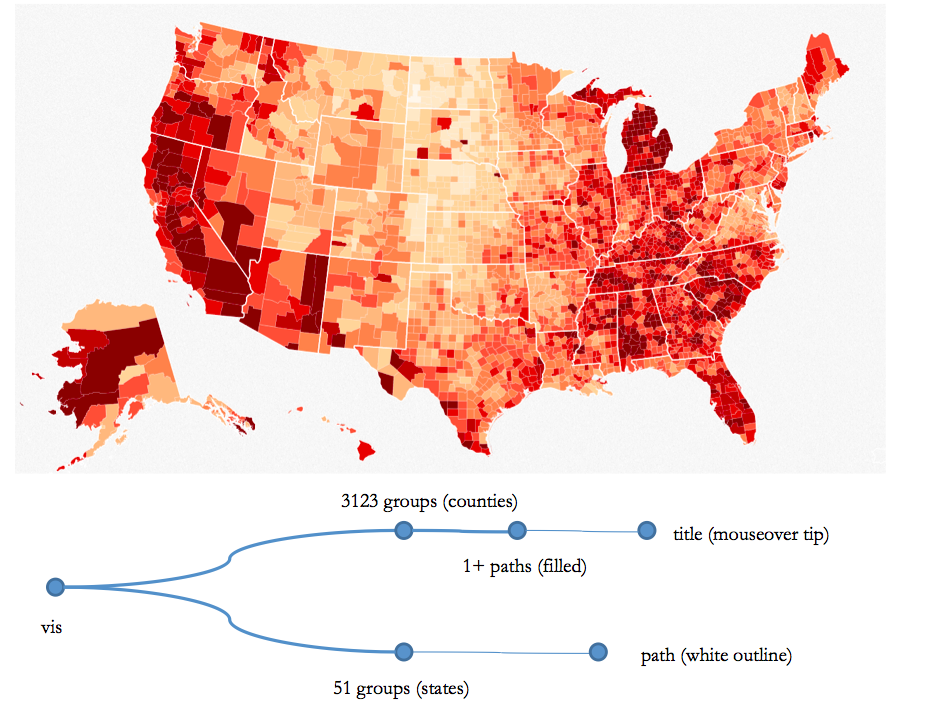 3123 groups (counties)
title (mouseover tip)
1+ paths (filled)
vis
path (white outline)
51 groups (states)